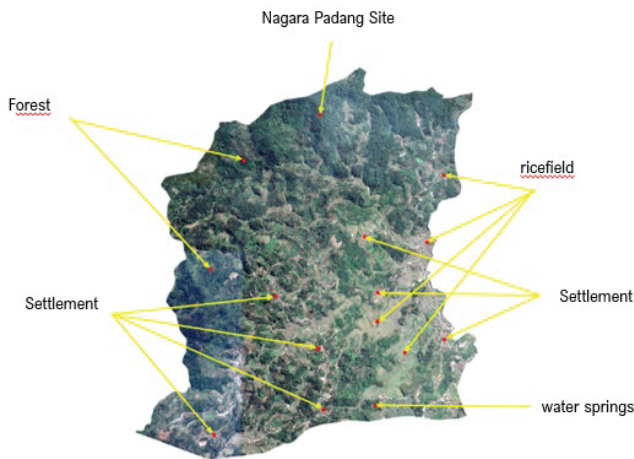 Nagara Padang Site
Forest
ricefield
Settlement
Settlement
water springs